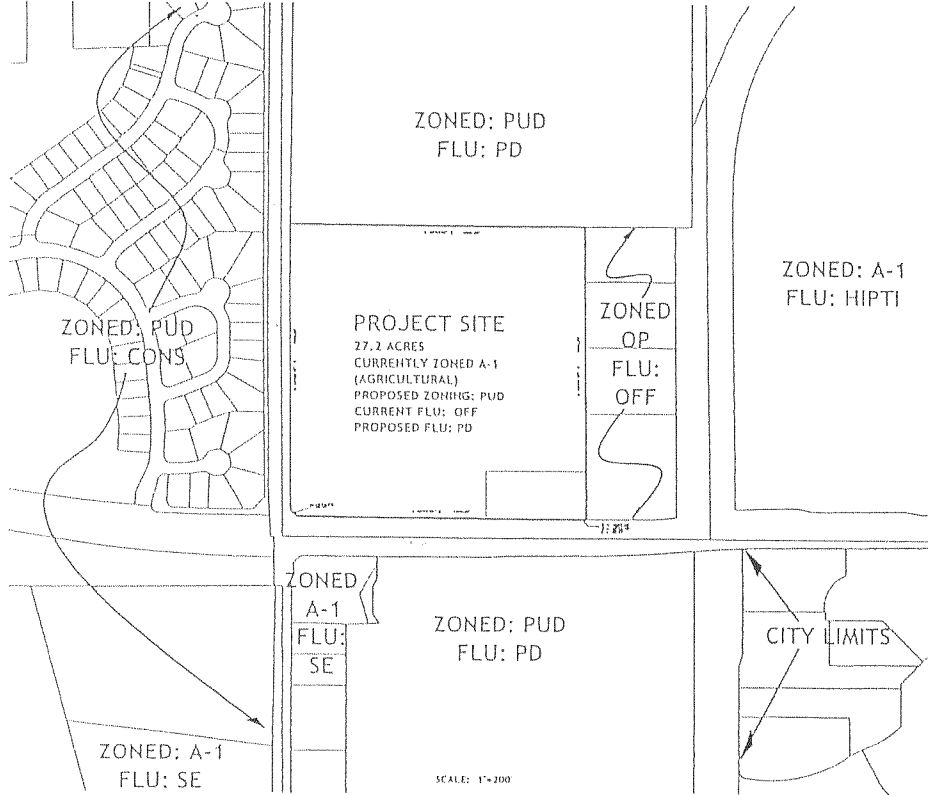 ZONED: PUD
FLU: PD
ZONED: A-1
FLU: HIPTI
ZONED: PUD
FLU: CONS
PROJECT SITE
27.2 ACRES
CURRENTLY ZONED A-1
(AGRICULTURAL)
PROPOSED ZONING: PUD
CURRENT FLU: OFF
PROPOSED FLU: PD
ZONED
OP
FLU:
OFF
ZONED
A-1
FLU:
SE
ZONED: PUD
FLU: PD
CITY LIMITS
ZONED: A-1
FLU: SE
SCALE: 1"=200'